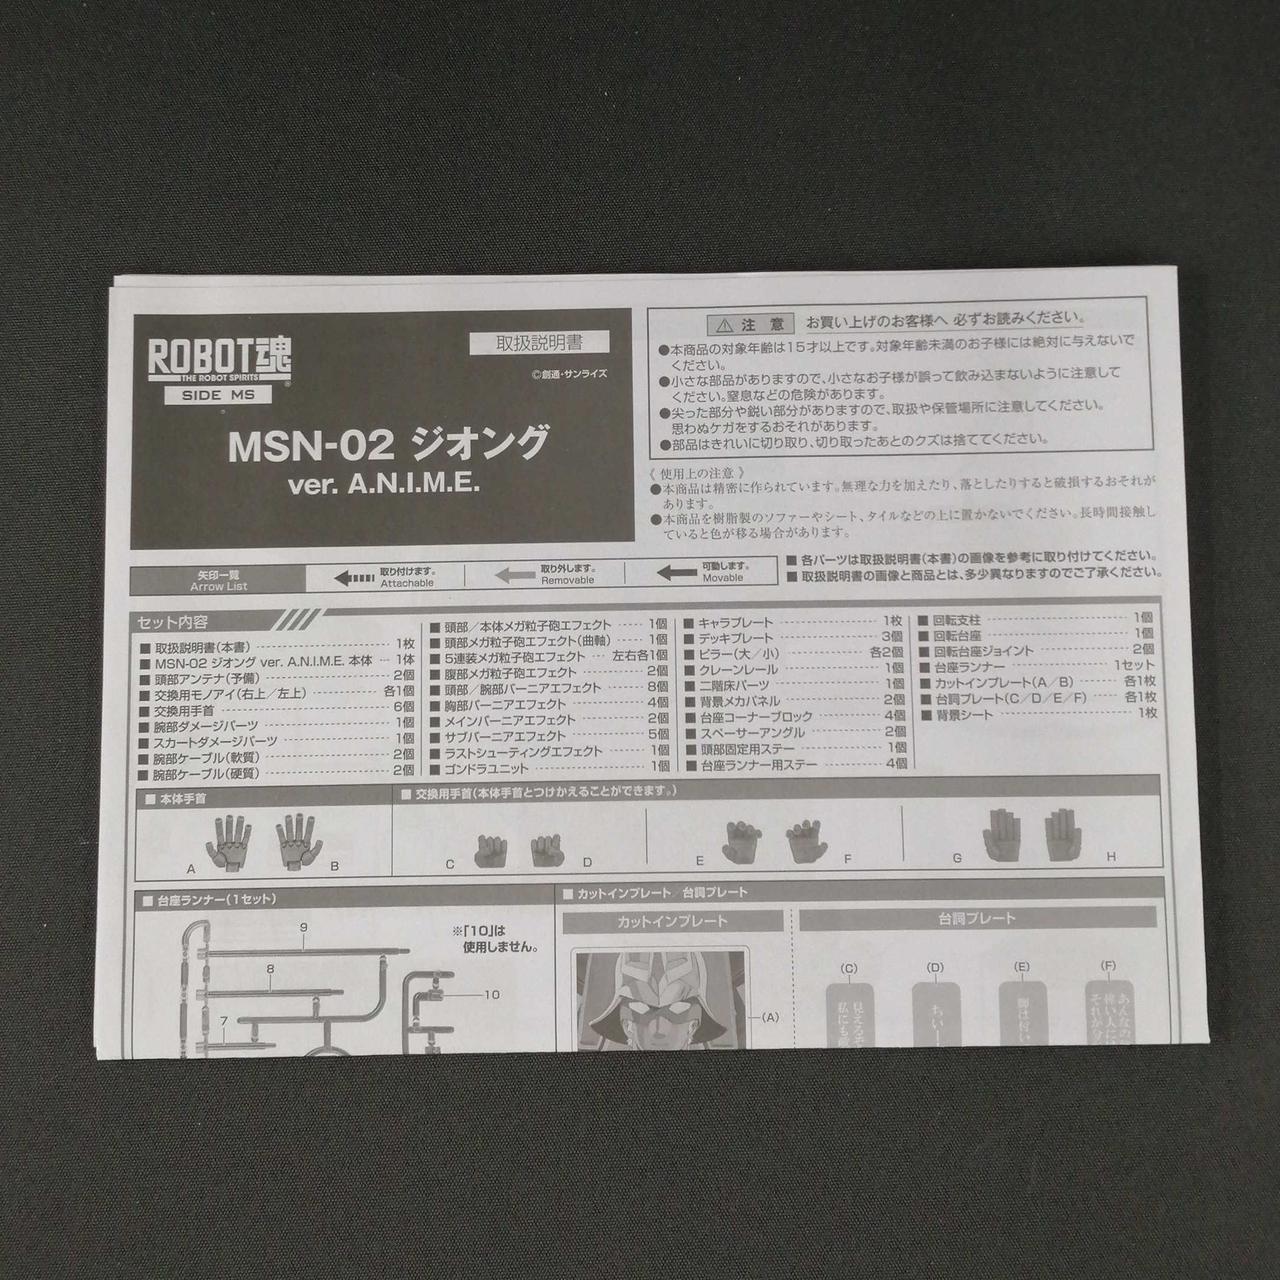 ROBOT魂
THE ROBOT SPIRITS
SIDE MS
取扱説明書
©創通・サンライズ
MSN-02 ジオング
ver. A.N.I.M.E.
注 意 お買い上げのお客様へ 必ずお読みください。
●本商品の対象年齢は15才以上です。対象年齢未満のお子様には絶対に与えないで
ください。
●小さな部品がありますので、小さなお子様が誤って飲み込まないように注意して
ください。窒息などの危険があります。
●尖った部分や鋭い部分がありますので、取扱や保管場所に注意してください。
思わぬケガをするおそれがあります。
●部品はきれいに切り取り、切り取ったあとのクズは捨ててください。
《 使用上の注意 》
●本商品は精密に作られています。無理な力を加えたり、落としたりすると破損するおそれが
あります。
●本商品を樹脂製のソファーやシート、タイルなどの上に置かないでください。長時間接触し
ていると色が移る場合があります。
矢印一覧
Arrow List
取り付けます。
Attachable
取り外します。
Removable
可動します。
Movable
■ 各パーツは取扱説明書(本書)の画像を参考に取り付けてください。
■ 取扱説明書の画像と商品とは、多少異なりますのでご了承ください。
セット内容
■ 取扱説明書(本書) 1枚
■ MSN-02 ジオング ver. A.N.I.M.E. 本体 1体
■ 頭部アンテナ(予備) 2個
■ 交換用モノアイ(右上/左上) 各1個
■ 交換用手首 6個
■ 腕部ダメージパーツ 1個
■ スカートダメージパーツ 1個
■ 腕部ケーブル(軟質) 2個
■ 腕部ケーブル(硬質) 2個
■ 頭部/本体メガ粒子砲エフェクト 1個
■ 頭部メガ粒子砲エフェクト(曲軸) 1個
■ 5連装メガ粒子砲エフェクト 左右各1個
■ 腹部メガ粒子砲エフェクト 2個
■ 頭部/腕部バーニアエフェクト 8個
■ 胸部バーニアエフェクト 4個
■ メインバーニアエフェクト 2個
■ サブバーニアエフェクト 5個
■ ラストシューティングエフェクト 1個
■ ゴンドラユニット 1個
■ キャラプレート 1枚
■ デッキプレート 3個
■ ピラー(大/小) 各2個
■ クレーンレール 1個
■ 二階床パーツ 1個
■ 背景メカパネル 2個
■ 台座コーナーブロック 4個
■ スペーサーアングル 2個
■ 頭部固定用ステー 1個
■ 台座ランナー用ステー 4個
■ 回転支柱 1個
■ 回転台座 1個
■ 回転台座ジョイント 2個
■ 台座ランナー 1セット
■ カットインプレート(A/B) 各1枚
■ 台詞プレート(C/D/E/F) 各1枚
■ 背景シート 1枚
■ 本体手首
A
B
■ 交換用手首(本体手首とつけかえることができます。)
C
D
E
F
G
H
■ 台座ランナー(1セット)
※「10」は
使用しません。
9
8
7
10
■ カットインプレート/台詞プレート
カットインプレート
(A)
台詞プレート
(C)
(D)
(E)
(F)
見えるぞ
私にも
ちぃー
あんなの
偉い人に
それが